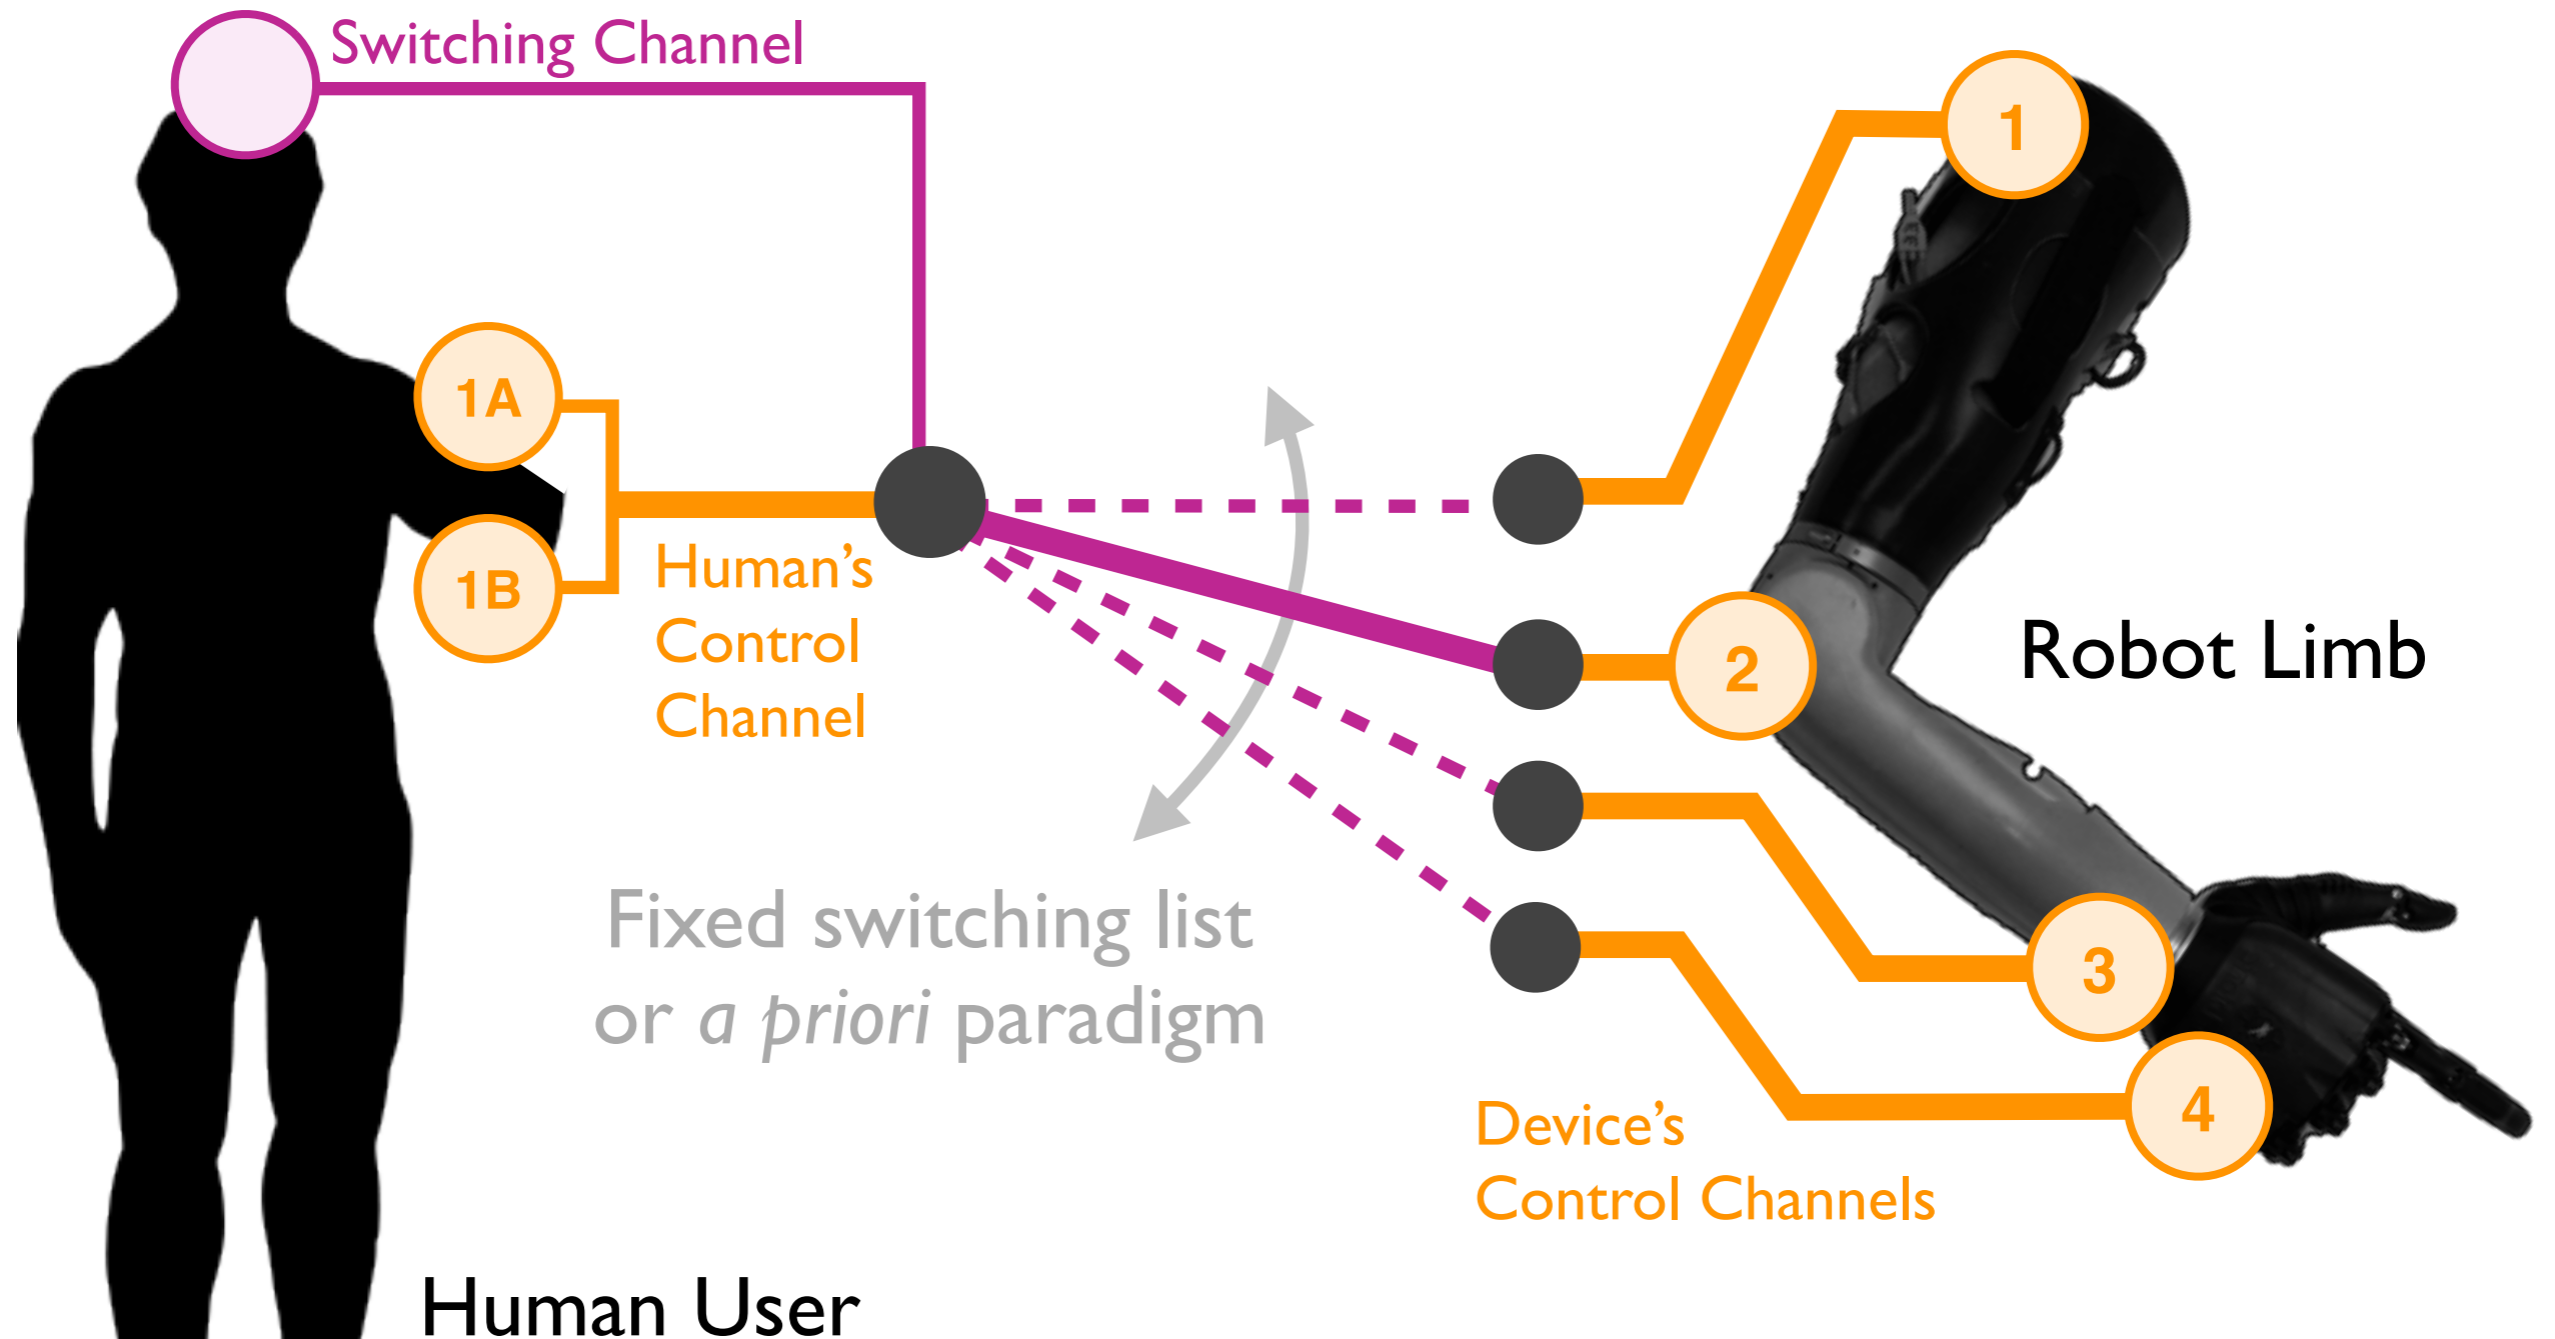 Switching Channel
1
1A
1B
Human's
Control
Channel
2
Robot Limb
Fixed switching list
or a priori paradigm
3
4
Device's
Control Channels
Human User